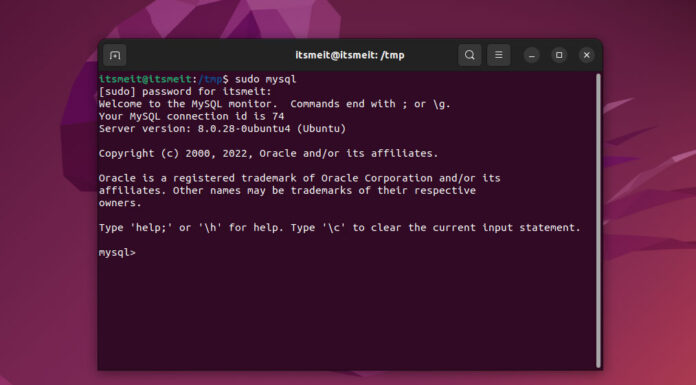 itsmeit@itsmeit: /tmp
itsmeit@itsmeit:/tmp$ sudo mysql
[sudo] password for itsmeit:
Welcome to the MySQL monitor.  Commands end with ; or \g.
Your MySQL connection id is 74
Server version: 8.0.28-0ubuntu4 (Ubuntu)
Copyright (c) 2000, 2022, Oracle and/or its affiliates.
Oracle is a registered trademark of Oracle Corporation and/or its
affiliates. Other names may be trademarks of their respective
owners.
Type 'help;' or '\h' for help. Type '\c' to clear the current input statement.
mysql>